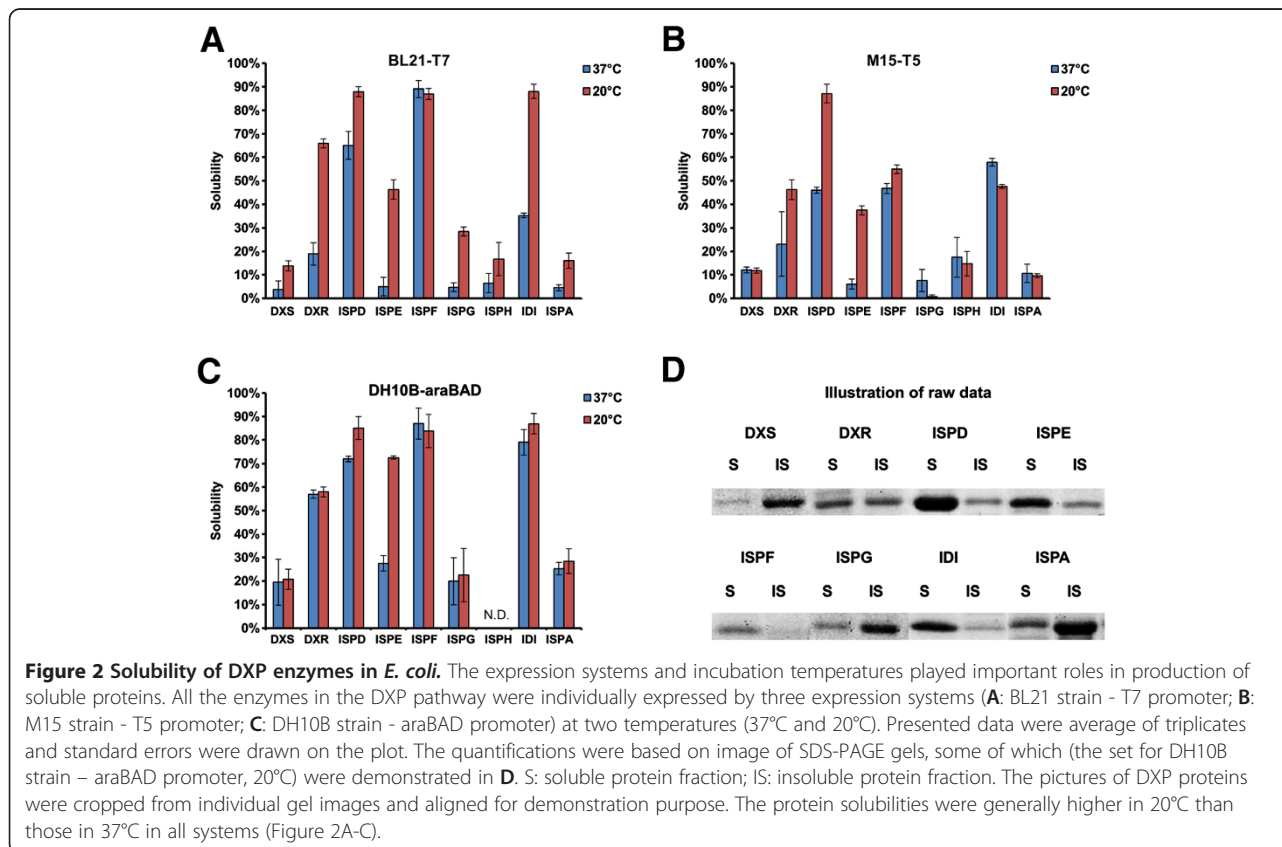 A
BL21-T7
37°C
20°C
Solubility
100%
90%
80%
70%
60%
50%
40%
30%
20%
10%
0%
DXS DXR ISPD ISPE ISPF ISPG ISPH IDI ISPA
B
M15-T5
37°C
20°C
Solubility
100%
90%
80%
70%
60%
50%
40%
30%
20%
10%
0%
DXS DXR ISPD ISPE ISPF ISPG ISPH IDI ISPA
C
DH10B-araBAD
37°C
20°C
Solubility
100%
90%
80%
70%
60%
50%
40%
30%
20%
10%
0%
N.D.
DXS DXR ISPD ISPE ISPF ISPG ISPH IDI ISPA
D
Illustration of raw data
DXS DXR ISPD ISPE
S IS S IS S IS S IS
ISPF ISPG IDI ISPA
S IS S IS S IS S IS
Figure 2 Solubility of DXP enzymes in E. coli. The expression systems and incubation temperatures played important roles in production of
soluble proteins. All the enzymes in the DXP pathway were individually expressed by three expression systems (A: BL21 strain - T7 promoter; B:
M15 strain - T5 promoter; C: DH10B strain - araBAD promoter) at two temperatures (37°C and 20°C). Presented data were average of triplicates
and standard errors were drawn on the plot. The quantifications were based on image of SDS-PAGE gels, some of which (the set for DH10B
strain – araBAD promoter, 20°C) were demonstrated in D. S: soluble protein fraction; IS: insoluble protein fraction. The pictures of DXP proteins
were cropped from individual gel images and aligned for demonstration purpose. The protein solubilities were generally higher in 20°C than
those in 37°C in all systems (Figure 2A-C).